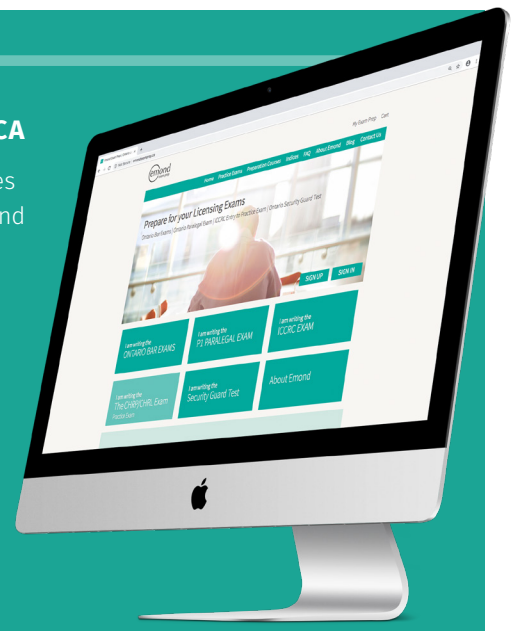 CA
es
nd
emond
My Exam Prep Cart
Home Practice Exams Preparation Courses Indices FAQ About Emond Blog Contact Us
Prepare for your Licensing Exams
Ontario Bar Exams | Ontario Paralegal Exam | ICCRC Entry to Practice Exam | Ontario Security Guard Test
SIGN UP SIGN IN
I am writing the
ONTARIO BAR EXAMS
I am writing the
P1 PARALEGAL EXAM
I am writing the
ICCRC EXAM
I am writing the
The CHRP/CHRL Exam
Practice Exam
I am writing the
Security Guard Test
About Emond